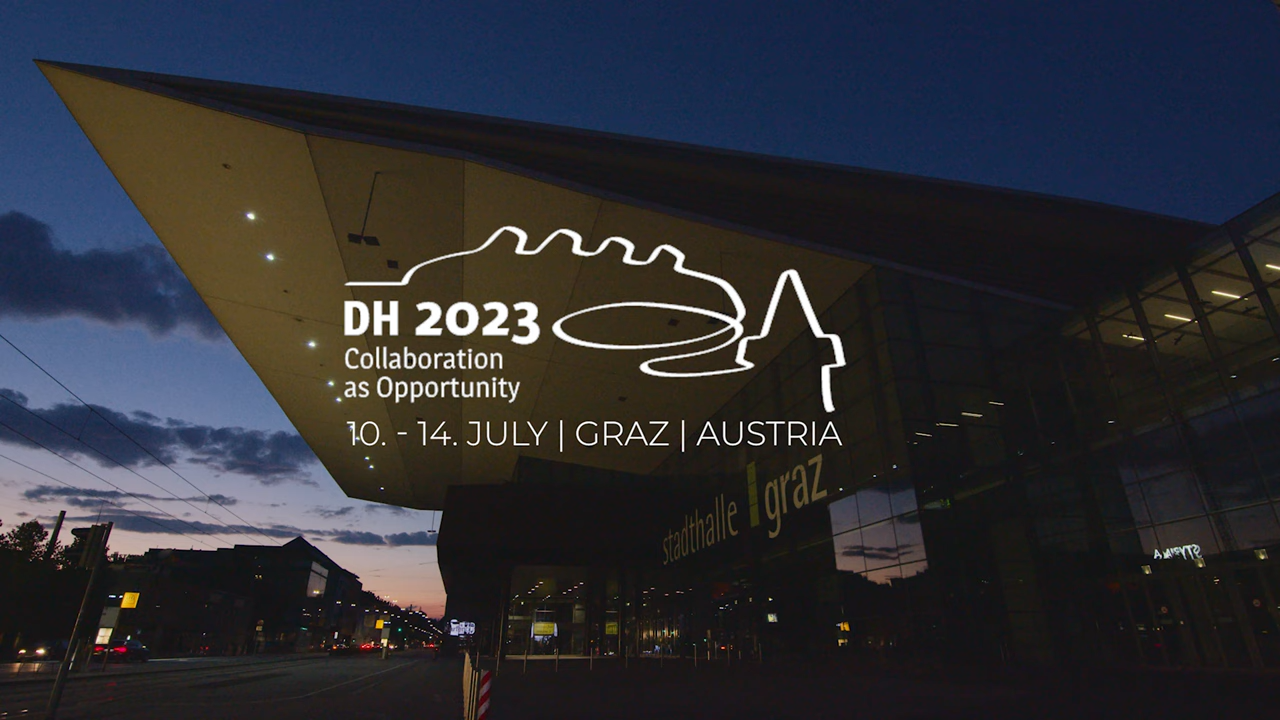 DH 2023
Collaboration
as Opportunity
10. - 14. JULY | GRAZ | AUSTRIA
stadthalle graz